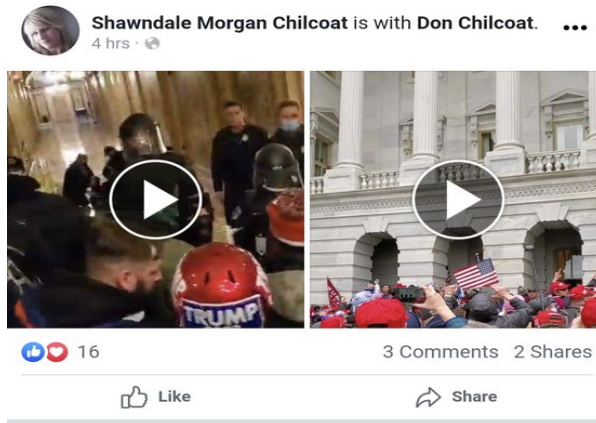 Shawndale Morgan Chilcoat is with Don Chilcoat.
4 hrs ·
TRUMP
16
3 Comments 2 Shares
Like
Share